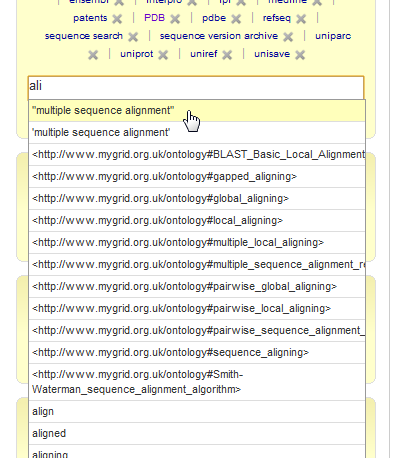 ensembl | interpro | ipi | medline |
patents | PDB | pdbe | refseq |
sequence search | sequence version archive | uniparc
| uniprot | uniref | unisave |
ali
"multiple sequence alignment"
'multiple sequence alignment'
<http://www.mygrid.org.uk/ontology#BLAST_Basic_Local_Alignment
<http://www.mygrid.org.uk/ontology#gapped_aligning>
<http://www.mygrid.org.uk/ontology#global_aligning>
<http://www.mygrid.org.uk/ontology#local_aligning>
<http://www.mygrid.org.uk/ontology#multiple_local_aligning>
<http://www.mygrid.org.uk/ontology#multiple_sequence_alignment_re
<http://www.mygrid.org.uk/ontology#pairwise_global_aligning>
<http://www.mygrid.org.uk/ontology#pairwise_local_aligning>
<http://www.mygrid.org.uk/ontology#pairwise_sequence_alignment_
<http://www.mygrid.org.uk/ontology#sequence_aligning>
<http://www.mygrid.org.uk/ontology#Smith-
Waterman_sequence_alignment_algorithm>
align
aligned
aligning